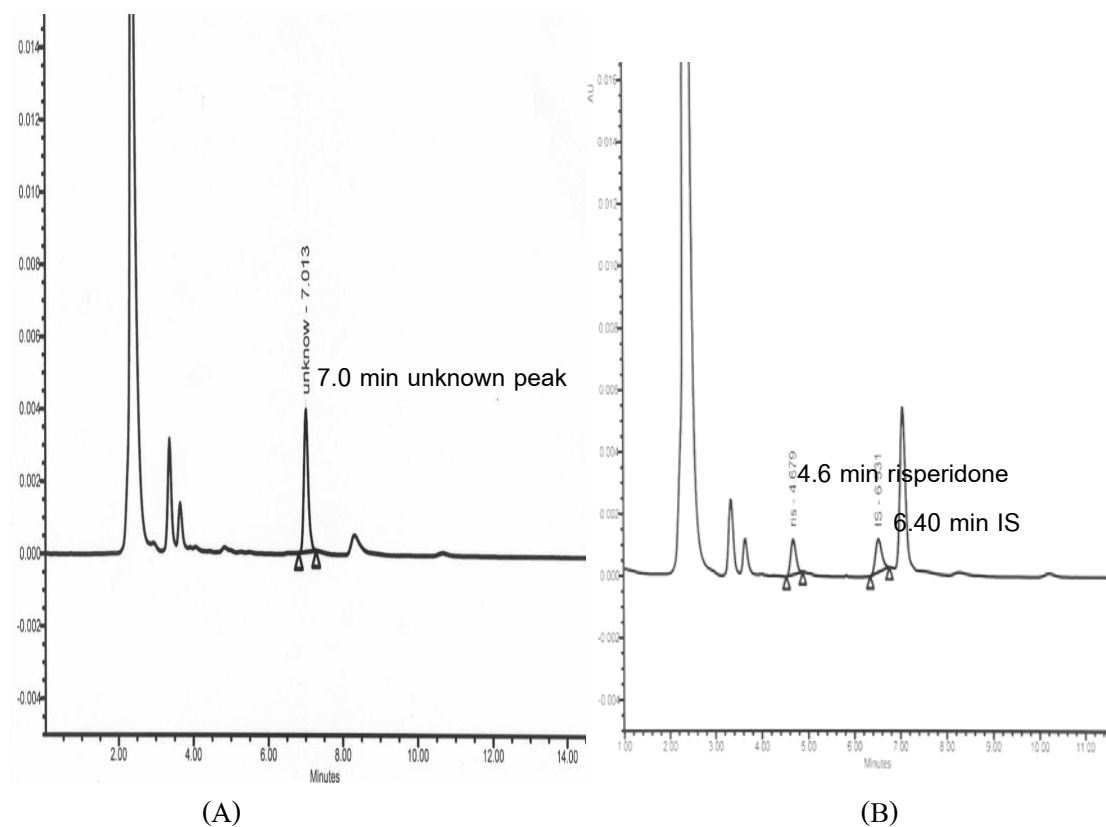 0.014
0.012
0.010
0.008
0.006
0.004
0.002
0.000
-0.002
-0.004
unknow - 7.013
7.0 min unknown peak
2.00 4.00 6.00 8.00 10.00 12.00 14.00
Minutes
(A)
AU
0.016
0.014
0.012
0.010
0.008
0.006
0.004
0.002
0.000
-0.002
-0.004
ris - 4.679
4.6 min risperidone
IS - 6.531
6.40 min IS
1.00 2.00 3.00 4.00 5.00 6.00 7.00 8.00 9.00 10.00 11.00
Minutes
(B)